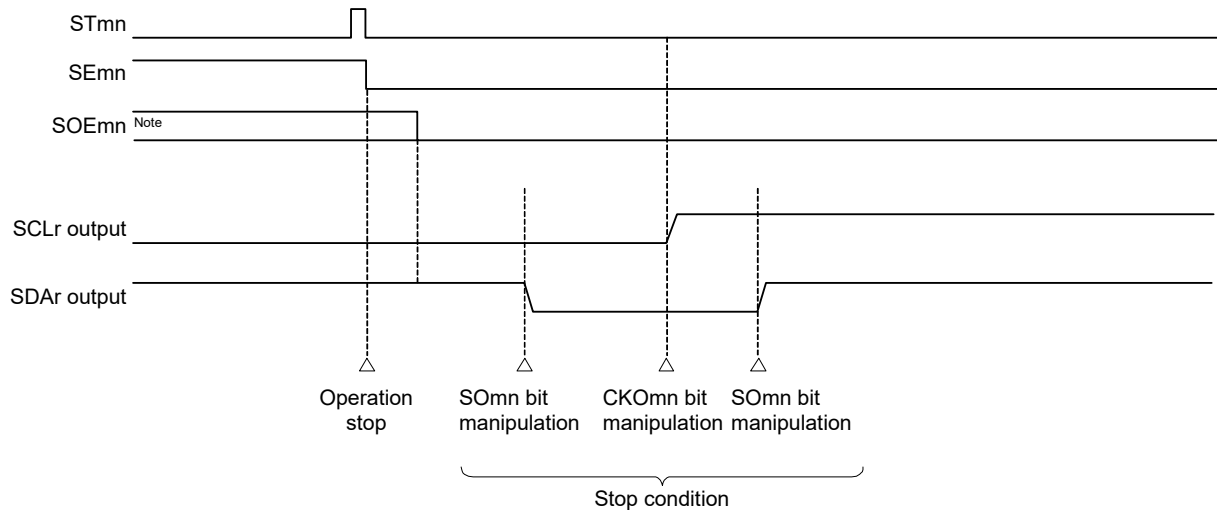 STmn
SEmn
SOEmn Note
SCLr output
SDAr output
Operation
stop
SOmn bit
manipulation
CKOmn bit
manipulation
SOmn bit
manipulation
Stop condition